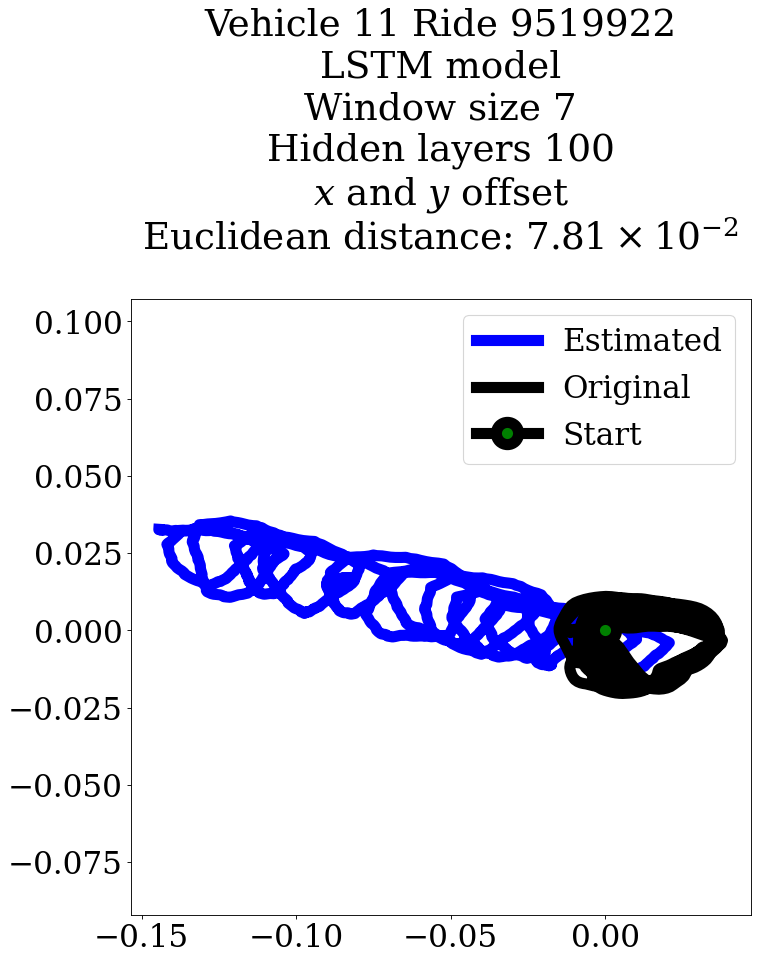 Vehicle 11 Ride 9519922
LSTM model
Window size 7
Hidden layers 100
x and y offset
Euclidean distance: 7.81 × 10⁻²
Estimated
Original
Start
0.100
0.075
0.050
0.025
0.000
−0.025
−0.050
−0.075
−0.15
−0.10
−0.05
0.00